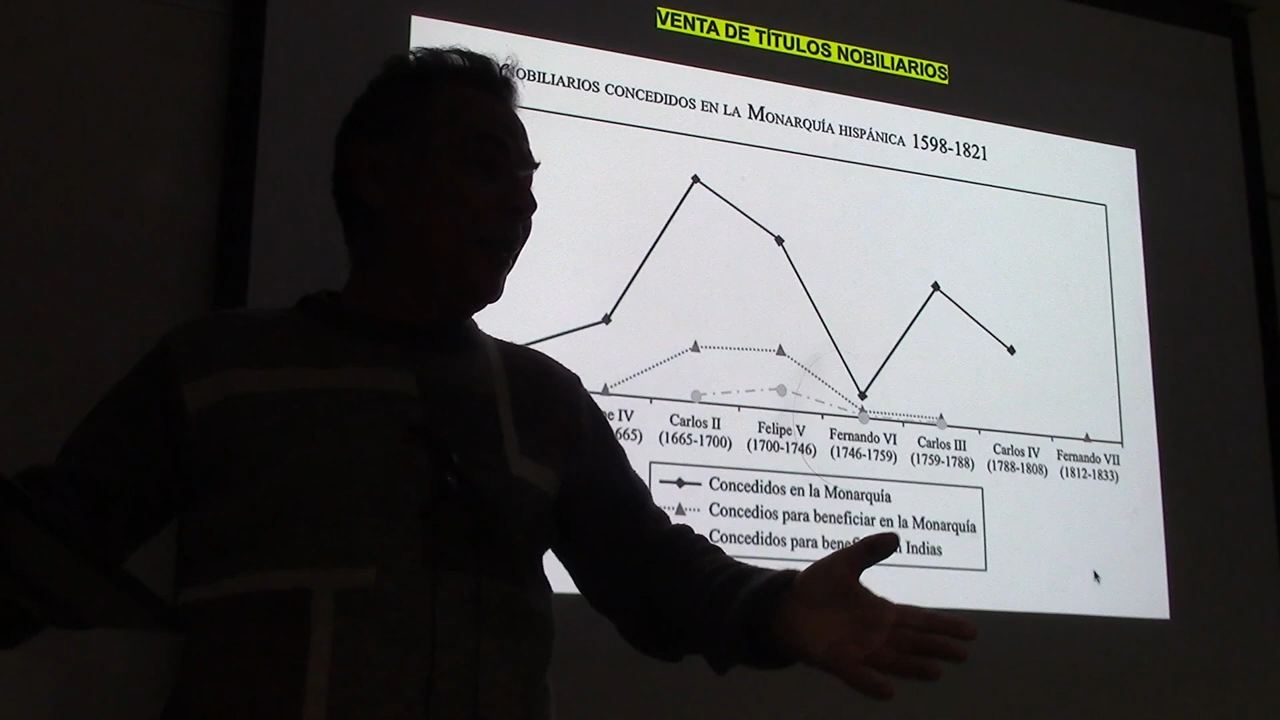 VENTA DE TÍTULOS NOBILIARIOS
NOBILIARIOS CONCEDIDOS EN LA MONARQUÍA HISPÁNICA 1598-1821
IV
665)
Carlos II
(1665-1700)
Felipe V
(1700-1746)
Fernando VI
(1746-1759)
Carlos III
(1759-1788)
Carlos IV
(1788-1808)
Fernando VII
(1812-1833)
Concedidos en la Monarquía
Concedios para beneficiar en la Monarquía
Concedidos para Indias